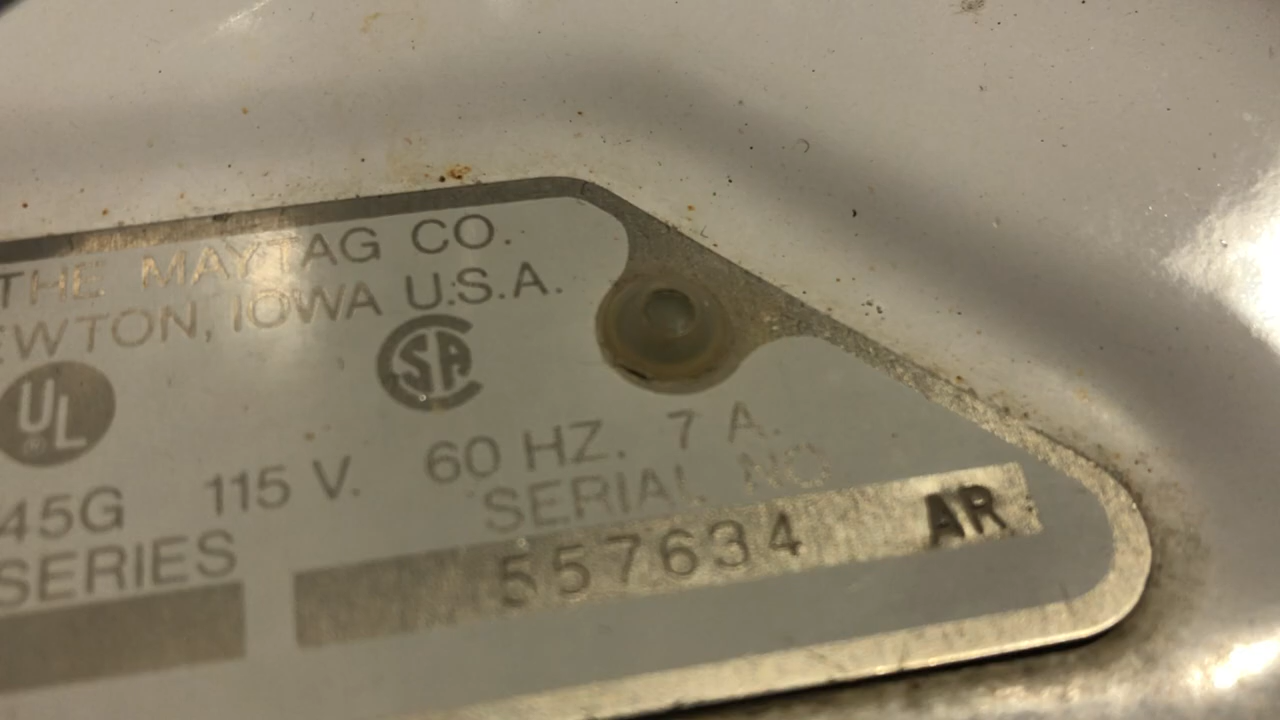 THE MAYTAG CO.
EWTON, IOWA U.S.A.
UL ®
SA
45G 115 V. 60 HZ. 7 A.
SERIES SERIAL NO
557634 AR